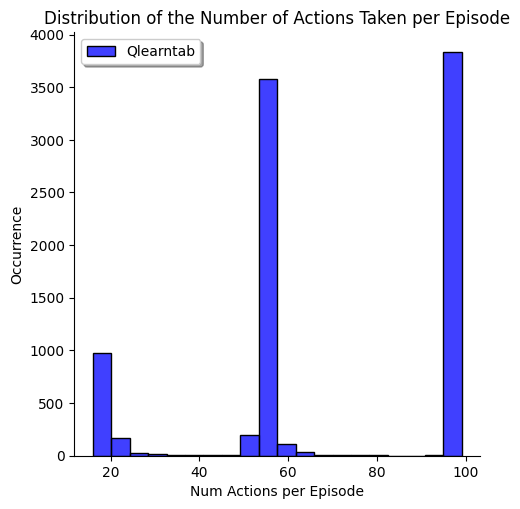 Distribution of the Number of Actions Taken per Episode
Qlearntab
4000
3500
3000
2500
2000
1500
1000
500
0
Occurrence
20 40 60 80 100
Num Actions per Episode